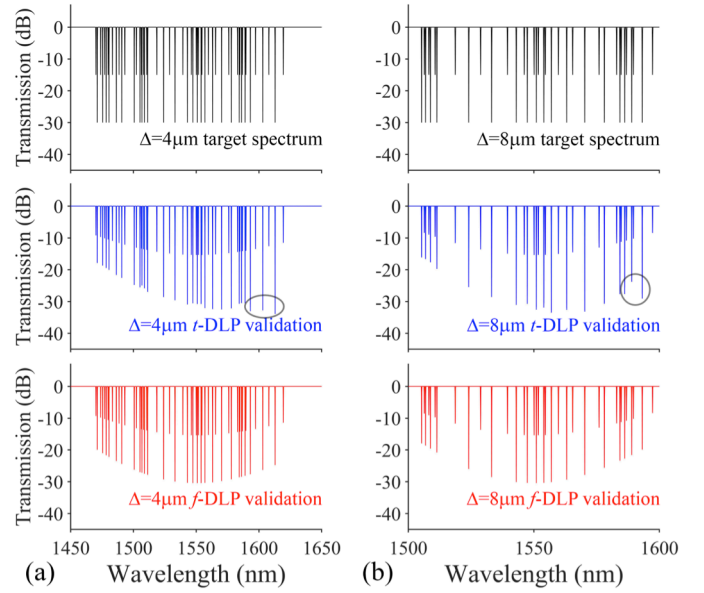 Transmission (dB)
0
-10
-20
-30
-40
Δ=4μm target spectrum
0
-10
-20
-30
-40
Δ=8μm target spectrum
Transmission (dB)
0
-10
-20
-30
-40
Δ=4μm t-DLP validation
0
-10
-20
-30
-40
Δ=8μm t-DLP validation
Transmission (dB)
0
-10
-20
-30
-40
Δ=4μm f-DLP validation
0
-10
-20
-30
-40
Δ=8μm f-DLP validation
1450 1500 1550 1600 1650
1500 1550 1600
(a) Wavelength (nm)
(b) Wavelength (nm)